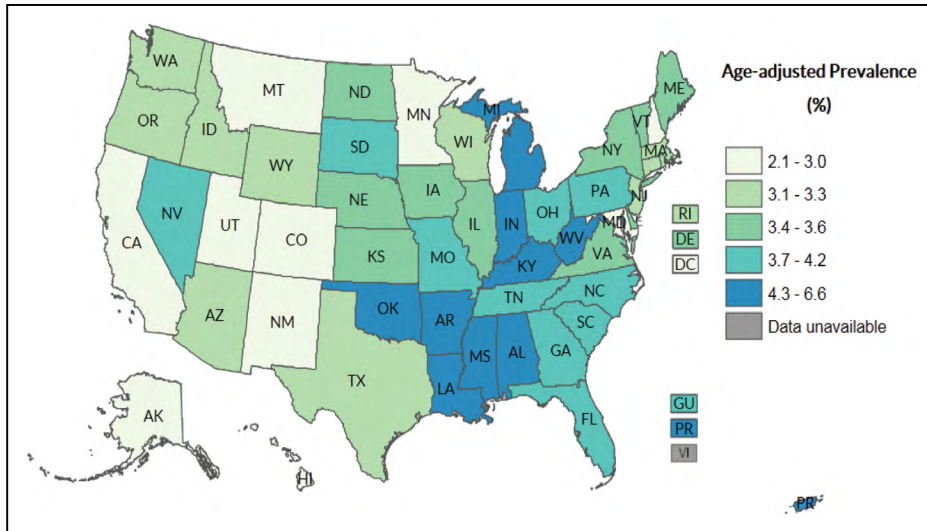 WA
MT
ND
MN
OR
ID
WY
SD
WI
MI
ME
VT
NY
MA
NE
IA
IL
IN
OH
PA
NJ
NV
UT
CO
KS
MO
KY
WV
MD
VA
CA
AZ
NM
OK
AR
TN
NC
SC
TX
LA
MS
AL
GA
FL
AK
HI
RI
DE
DC
GU
PR
VI
PR
Age-adjusted Prevalence
(%)
2.1 - 3.0
3.1 - 3.3
3.4 - 3.6
3.7 - 4.2
4.3 - 6.6
Data unavailable